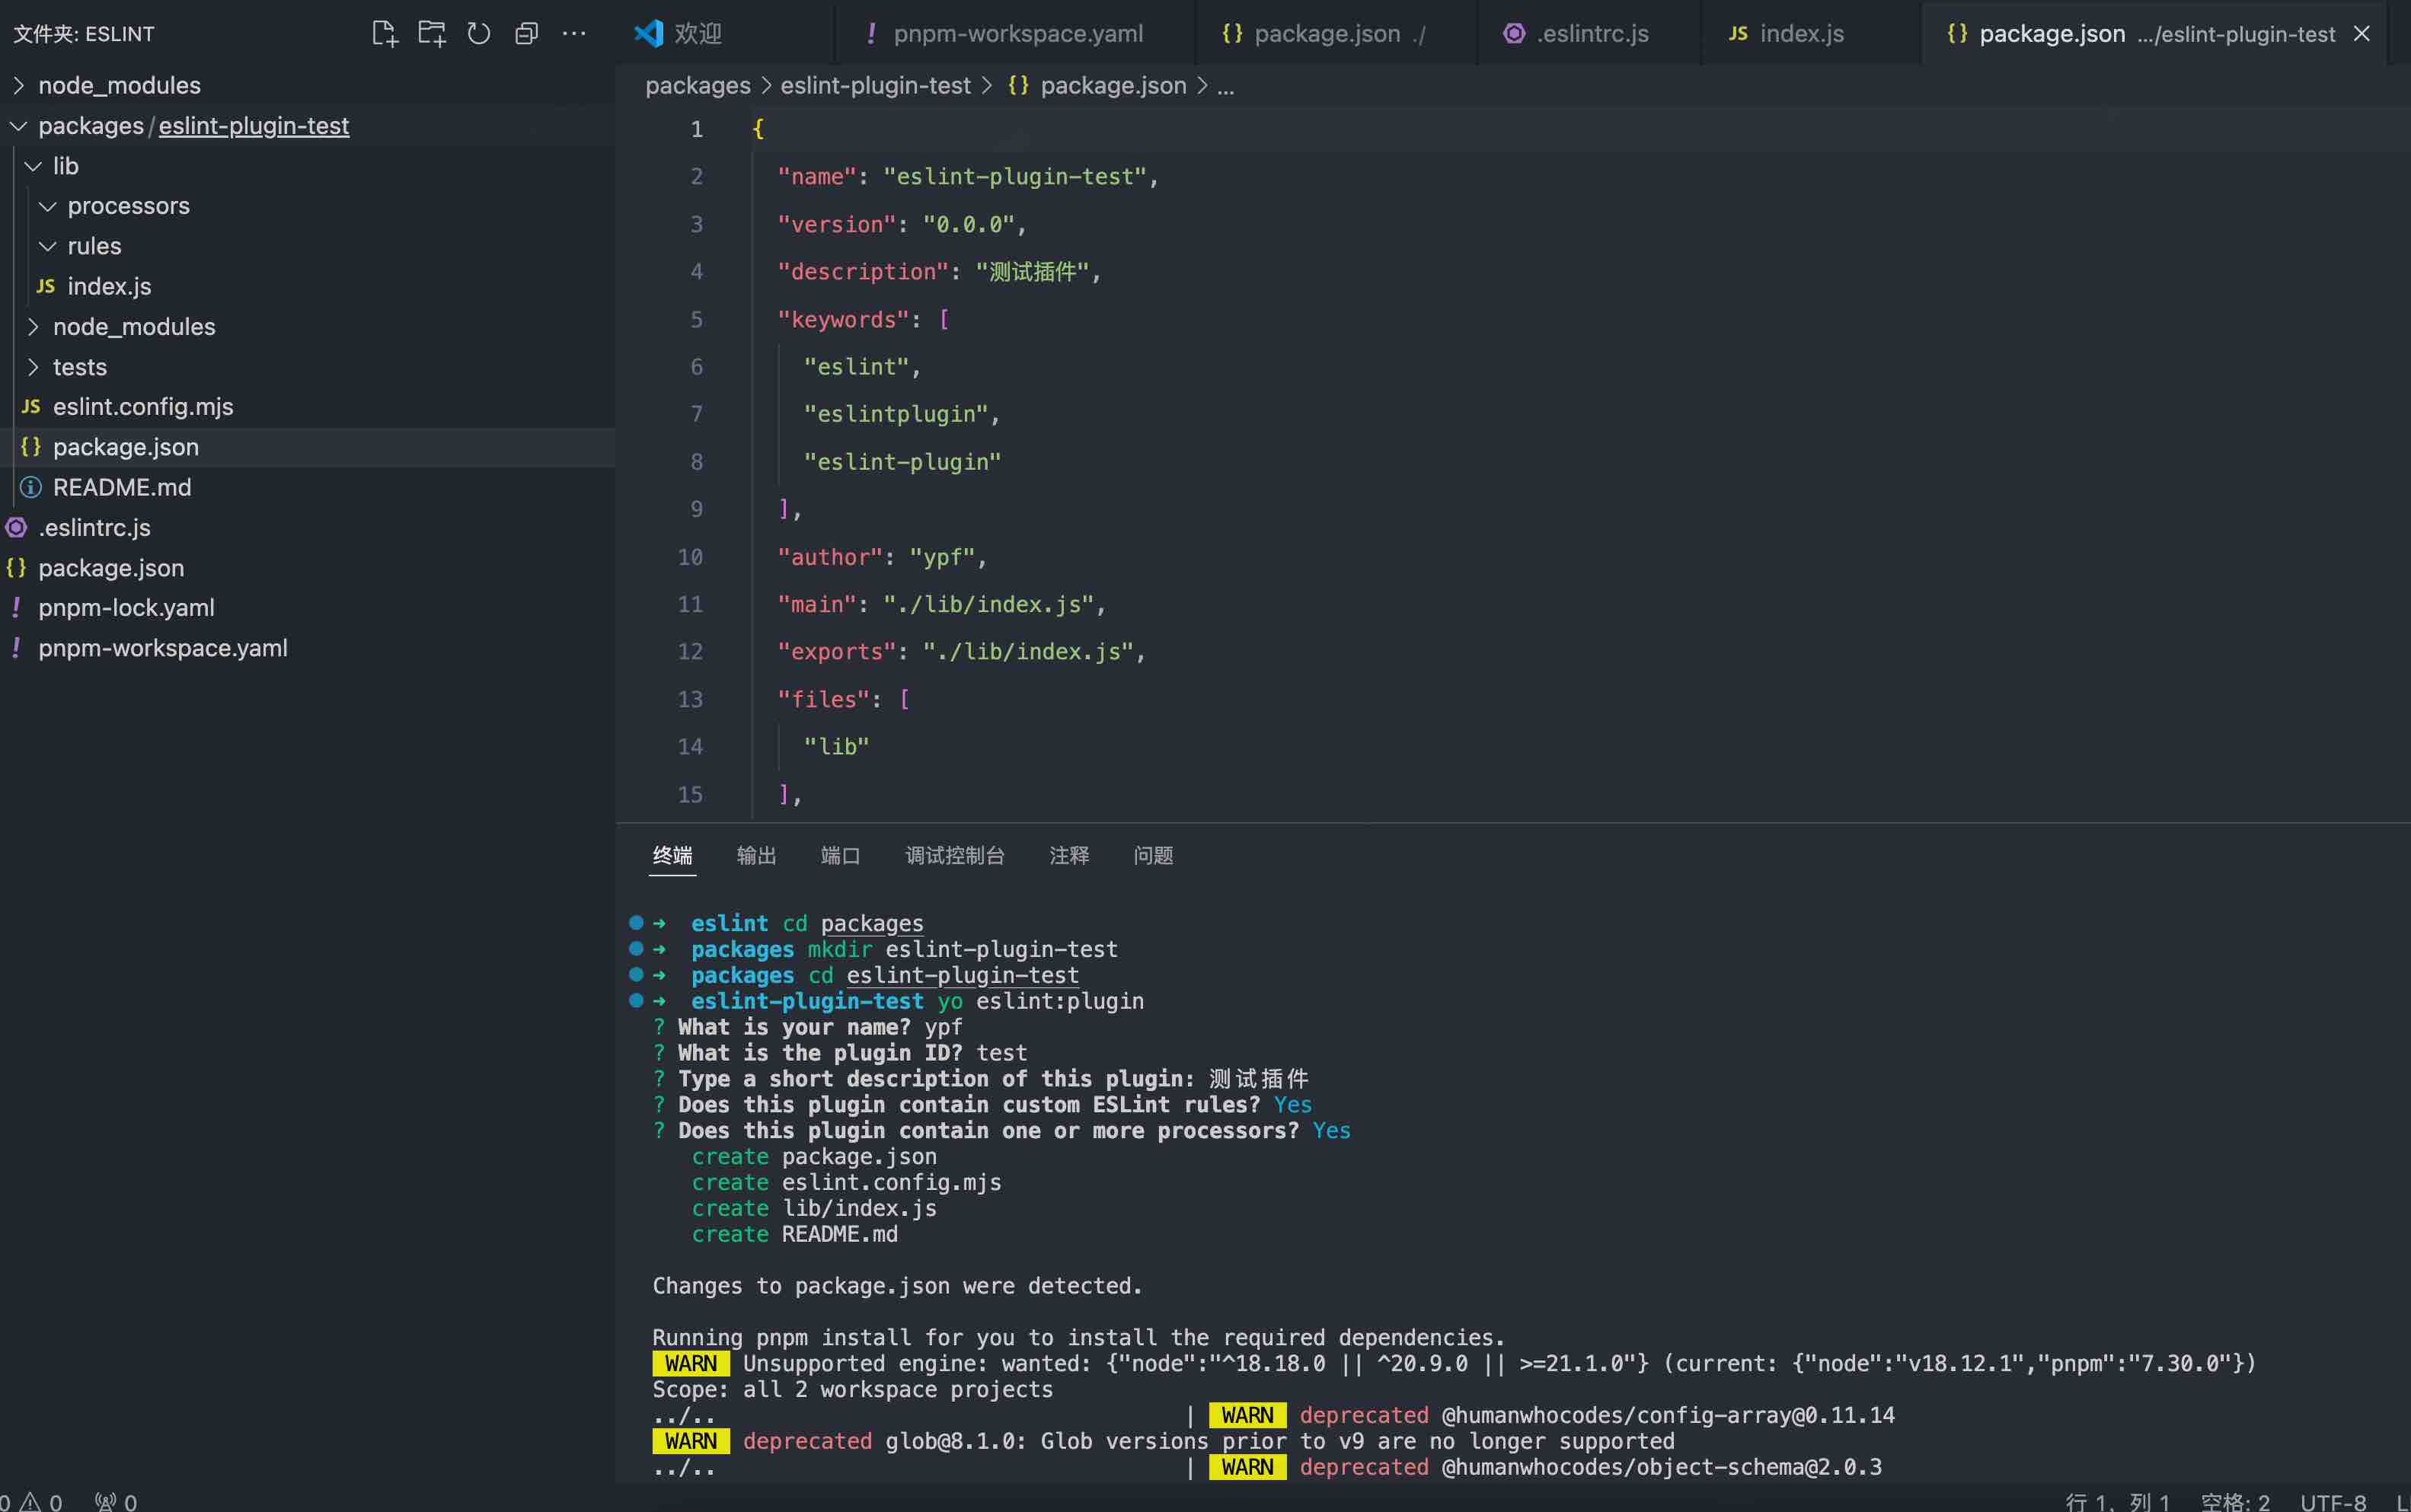 文件夹: ESLINT
node_modules
packages / eslint-plugin-test
lib
processors
rules
JS index.js
node_modules
tests
JS eslint.config.mjs
{} package.json
README.md
.eslintrc.js
{} package.json
! pnpm-lock.yaml
! pnpm-workspace.yaml
欢迎
! pnpm-workspace.yaml
{} package.json ./
.eslintrc.js
JS index.js
{} package.json .../eslint-plugin-test
packages > eslint-plugin-test > {} package.json > ...
1 {
2 "name": "eslint-plugin-test",
3 "version": "0.0.0",
4 "description": "测试插件",
5 "keywords": [
6 "eslint",
7 "eslintplugin",
8 "eslint-plugin"
9 ],
10 "author": "ypf",
11 "main": "./lib/index.js",
12 "exports": "./lib/index.js",
13 "files": [
14 "lib"
15 ],
终端 输出 端口 调试控制台 注释 问题
➜ eslint cd packages
➜ packages mkdir eslint-plugin-test
➜ packages cd eslint-plugin-test
➜ eslint-plugin-test yo eslint:plugin
? What is your name? ypf
? What is the plugin ID? test
? Type a short description of this plugin: 测试插件
? Does this plugin contain custom ESLint rules? Yes
? Does this plugin contain one or more processors? Yes
create package.json
create eslint.config.mjs
create lib/index.js
create README.md
Changes to package.json were detected.
Running pnpm install for you to install the required dependencies.
WARN Unsupported engine: wanted: {"node":"^18.18.0 || ^20.9.0 || >=21.1.0"} (current: {"node":"v18.12.1","pnpm":"7.30.0"})
Scope: all 2 workspace projects
../.. | WARN deprecated @humanwhocodes/config-array@0.11.14
WARN deprecated glob@8.1.0: Glob versions prior to v9 are no longer supported
../.. | WARN deprecated @humanwhocodes/object-schema@2.0.3
0 0 0
行 1，列 1 空格: 2 UTF-8 L